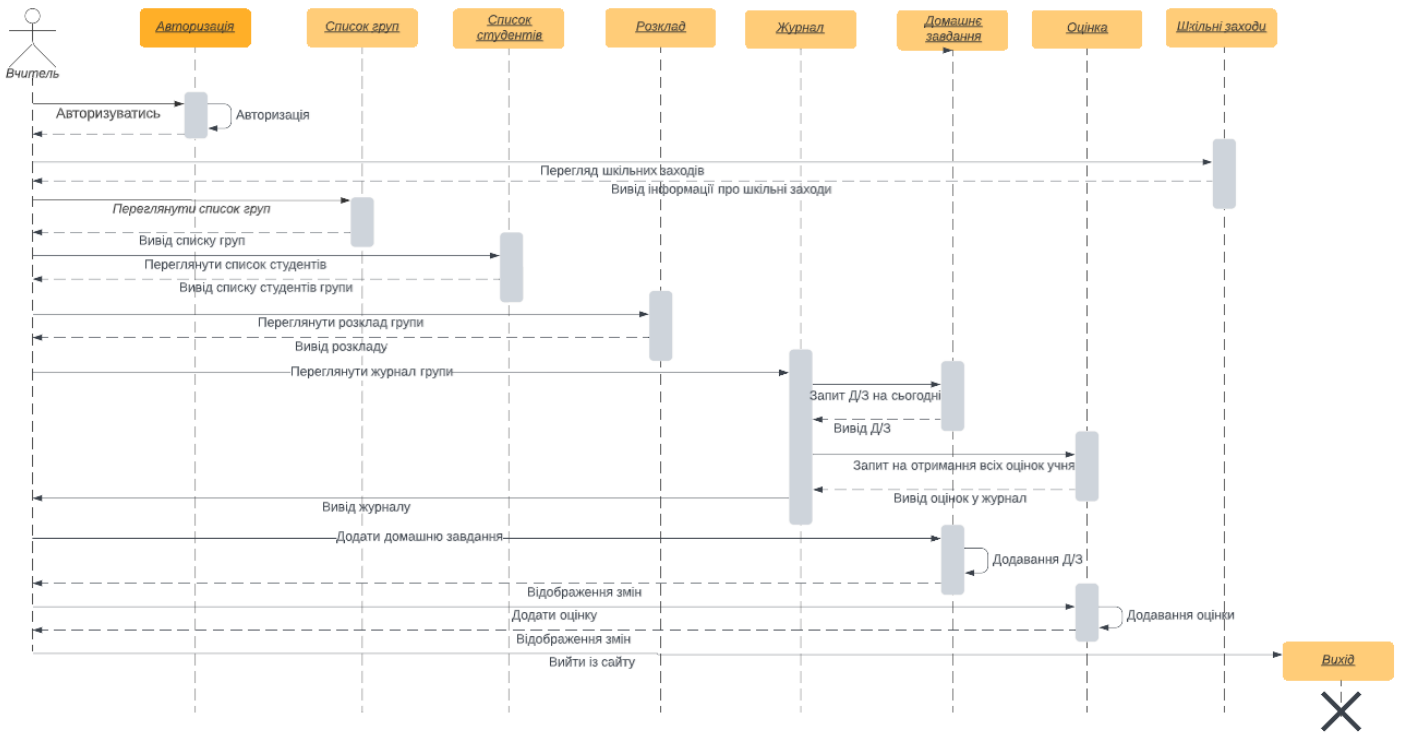 Вчитель
Авторизація
Список груп
Список
студентів
Розклад
Журнал
Домашнє
завдання
Оцінка
Шкільні заходи
Авторизуватись
Авторизація
Перегляд шкільних заходів
Вивід інформації про шкільні заходи
Переглянути список груп
Вивід списку груп
Переглянути список студентів
Вивід списку студентів групи
Переглянути розклад групи
Вивід розкладу
Переглянути журнал групи
Запит Д/З на сьогодні
Вивід Д/З
Запит на отримання всіх оцінок учня
Вивід оцінок у журнал
Вивід журналу
Додати домашню завдання
Додавання Д/З
Відображення змін
Додати оцінку
Додавання оцінки
Відображення змін
Вийти із сайту
Вихід